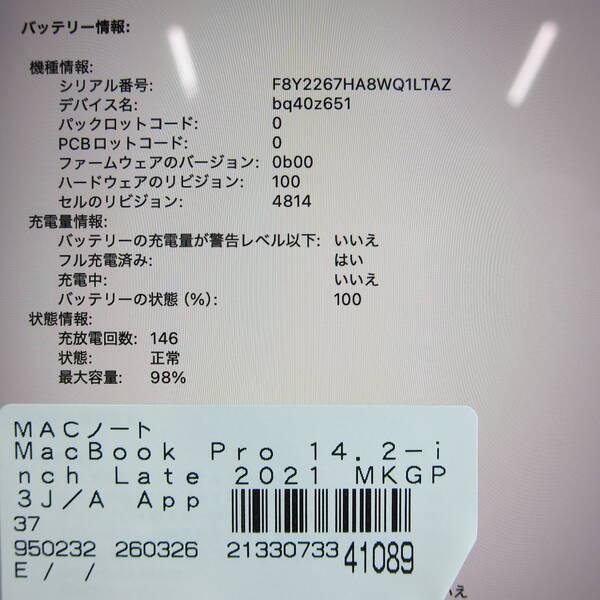 バッテリー情報:
機種情報:
シリアル番号: F8Y2267HA8WQ1LTAZ
デバイス名: bq40z651
パックロットコード: 0
PCBロットコード: 0
ファームウェアのバージョン: 0b00
ハードウェアのリビジョン: 100
セルのリビジョン: 4814
充電量情報:
バッテリーの充電量が警告レベル以下: いいえ
フル充電済み: はい
充電中: いいえ
バッテリーの状態（%）: 100
状態情報:
充放電回数: 146
状態: 正常
最大容量: 98%
MACノート
MacBook Pro 14.2-i
nch Late 2021 MKGP
3J/A App
37
950232 260326 21330733 41089
E / /